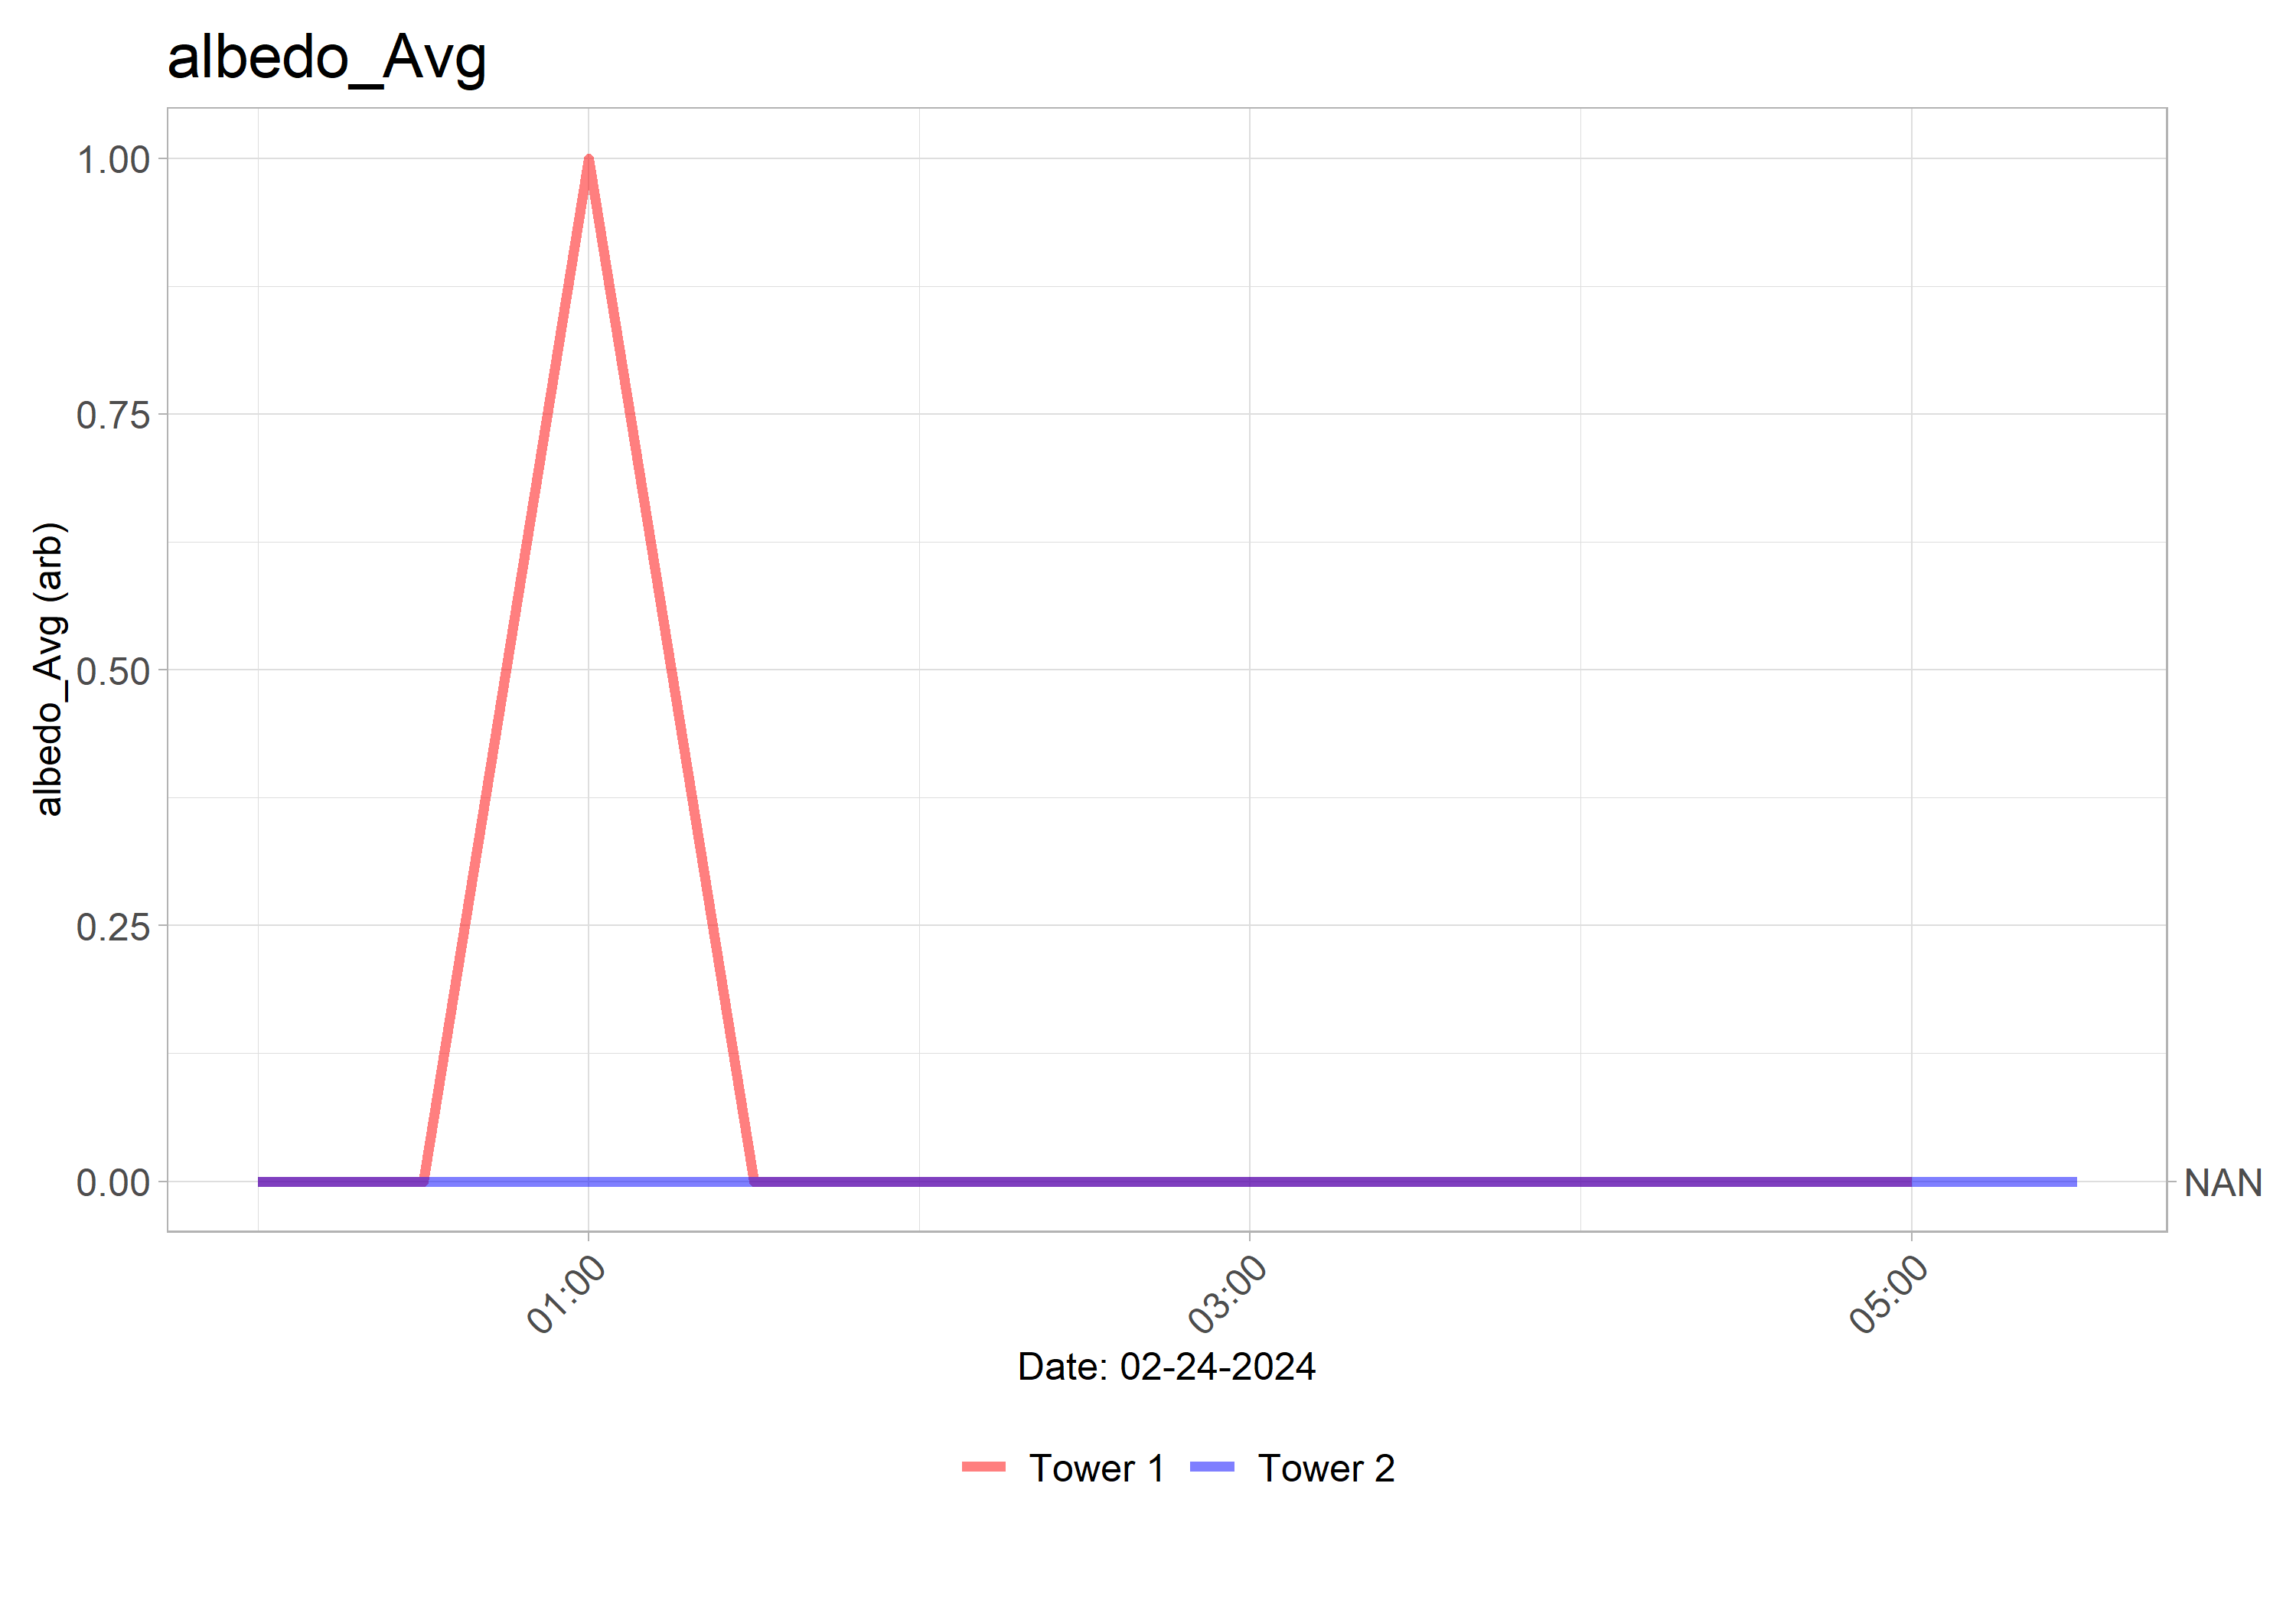 albedo_Avg
albedo_Avg (arb)
1.00
0.75
0.50
0.25
0.00
NAN
01:00
03:00
05:00
Date: 02-24-2024
Tower 1
Tower 2